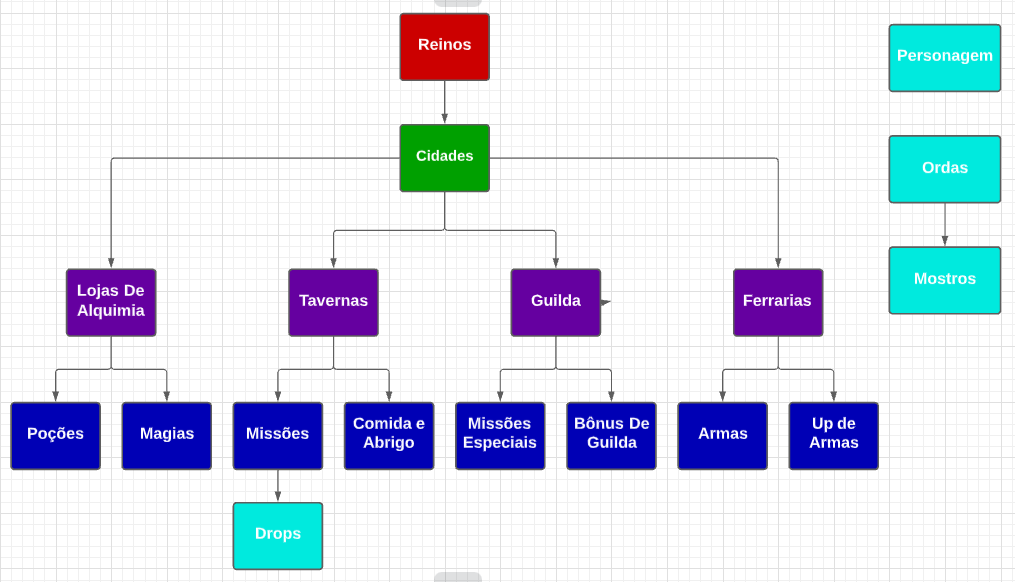 Reinos
Personagem
Cidades
Ordas
Mostros
Lojas De
Alquimia
Tavernas
Guilda
Ferrarias
Poções
Magias
Missões
Comida e
Abrigo
Missões
Especiais
Bônus De
Guilda
Armas
Up de
Armas
Drops